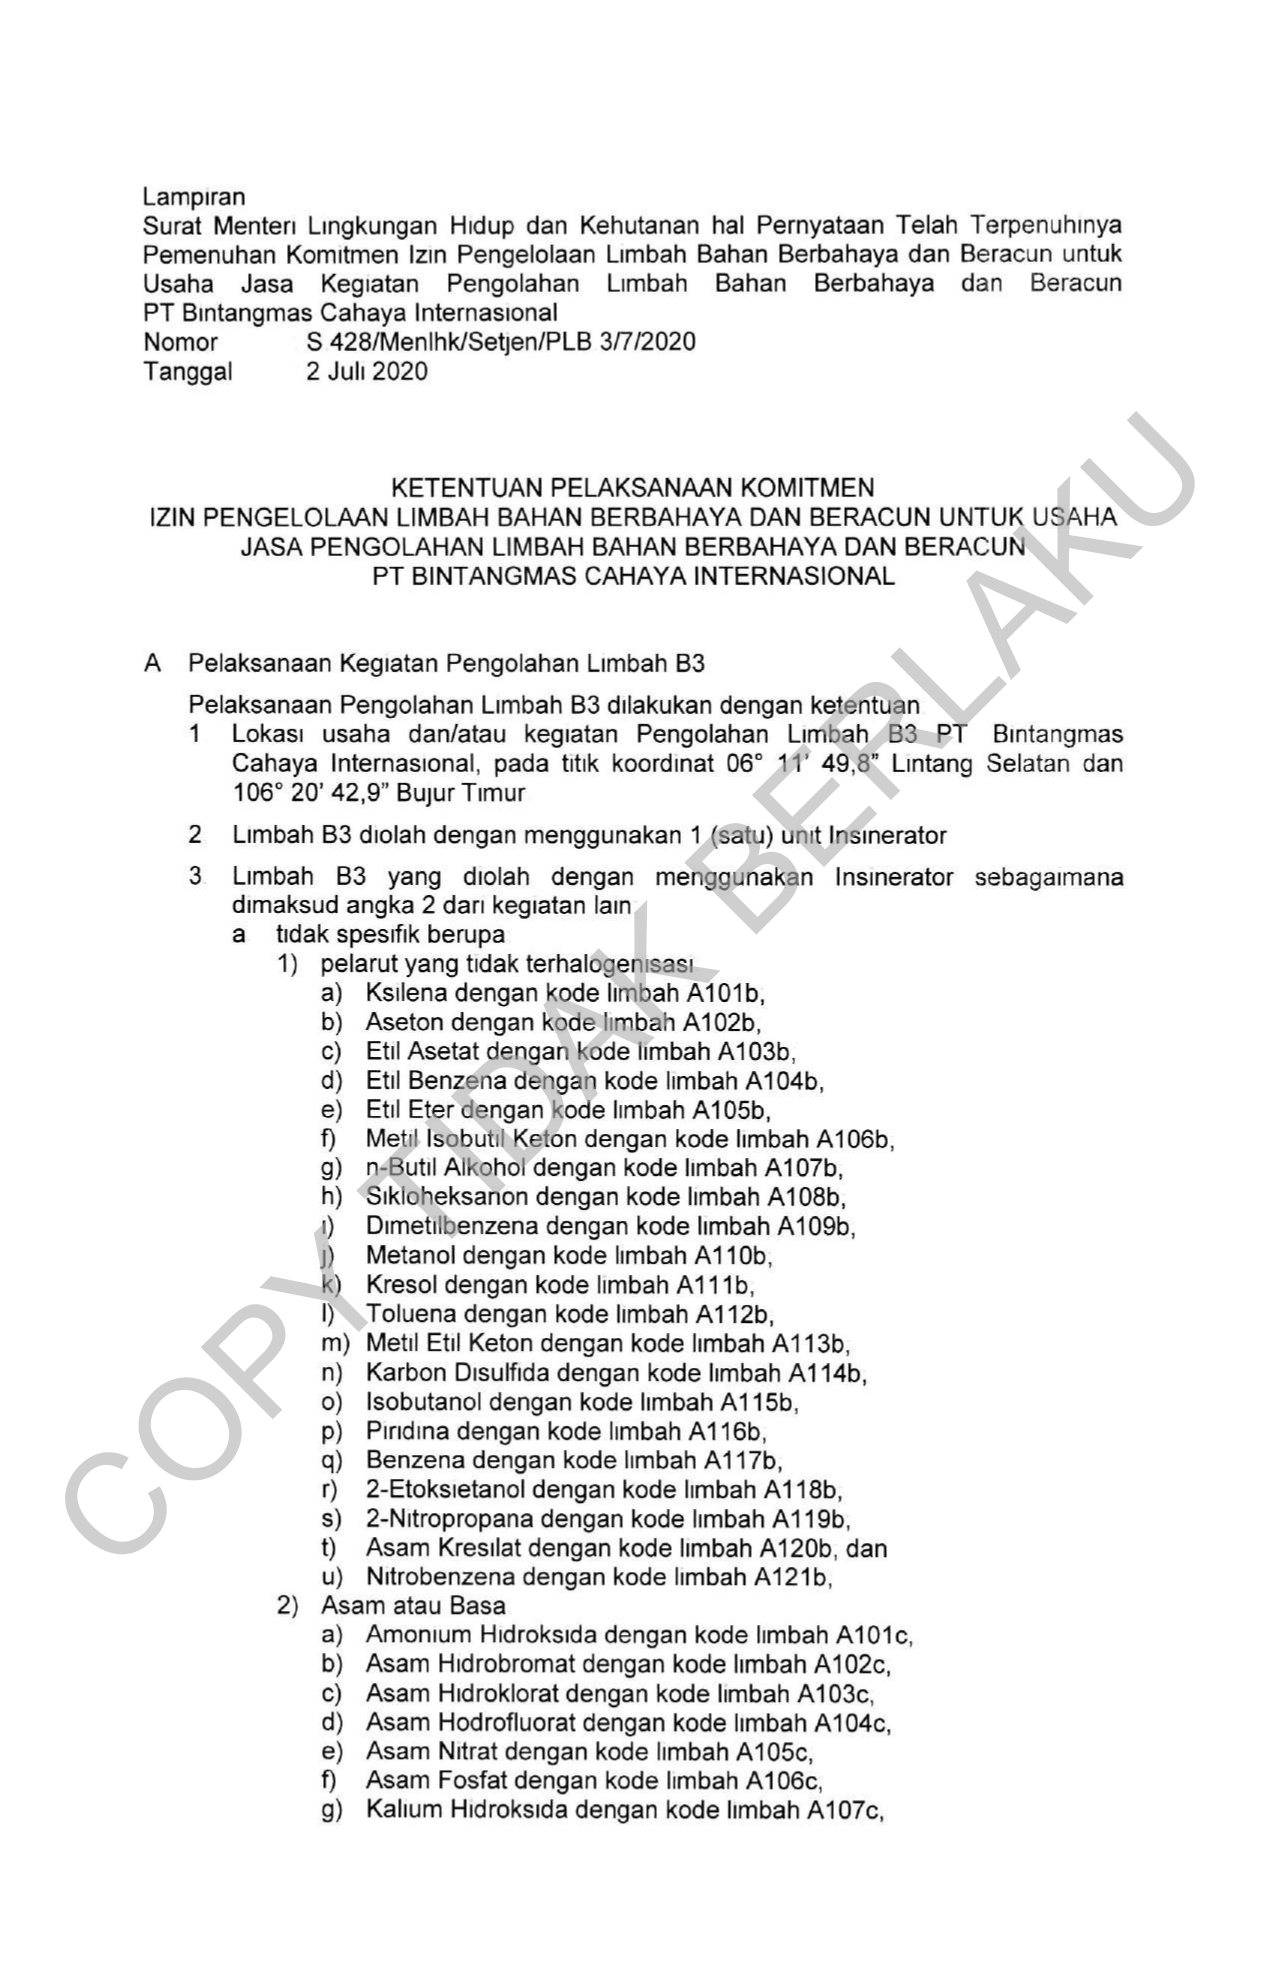 Lampiran
Surat Menteri Lingkungan Hidup dan Kehutanan hal Pernyataan Telah Terpenuhinya
Pemenuhan Komitmen Izin Pengelolaan Limbah Bahan Berbahaya dan Beracun untuk
Usaha Jasa Kegiatan Pengolahan Limbah Bahan Berbahaya dan Beracun
PT Bintangmas Cahaya Internasional
Nomor S 428/Menlhk/Setjen/PLB 3/7/2020
Tanggal 2 Juli 2020
KETENTUAN PELAKSANAAN KOMITMEN
IZIN PENGELOLAAN LIMBAH BAHAN BERBAHAYA DAN BERACUN UNTUK USAHA
JASA PENGOLAHAN LIMBAH BAHAN BERBAHAYA DAN BERACUN
PT BINTANGMAS CAHAYA INTERNASIONAL
A Pelaksanaan Kegiatan Pengolahan Limbah B3
Pelaksanaan Pengolahan Limbah B3 dilakukan dengan ketentuan
1 Lokasi usaha dan/atau kegiatan Pengolahan Limbah B3 PT Bintangmas
Cahaya Internasional, pada titik koordinat 06° 11' 49,8" Lintang Selatan dan
106° 20' 42,9" Bujur Timur
2 Limbah B3 diolah dengan menggunakan 1 (satu) unit Insinerator
3 Limbah B3 yang diolah dengan menggunakan Insinerator sebagaimana
dimaksud angka 2 dari kegiatan lain
a tidak spesifik berupa
1) pelarut yang tidak terhalogenisasi
a) Ksilena dengan kode limbah A101b,
b) Aseton dengan kode limbah A102b,
c) Etil Asetat dengan kode limbah A103b,
d) Etil Benzena dengan kode limbah A104b,
e) Etil Eter dengan kode limbah A105b,
f) Metil Isobutil Keton dengan kode limbah A106b,
g) n-Butil Alkohol dengan kode limbah A107b,
h) Sikloheksanon dengan kode limbah A108b,
i) Dimetilbenzena dengan kode limbah A109b,
j) Metanol dengan kode limbah A110b,
k) Kresol dengan kode limbah A111b,
l) Toluena dengan kode limbah A112b,
m) Metil Etil Keton dengan kode limbah A113b,
n) Karbon Disulfida dengan kode limbah A114b,
o) Isobutanol dengan kode limbah A115b,
p) Piridina dengan kode limbah A116b,
q) Benzena dengan kode limbah A117b,
r) 2-Etoksietanol dengan kode limbah A118b,
s) 2-Nitropropana dengan kode limbah A119b,
t) Asam Kresilat dengan kode limbah A120b, dan
u) Nitrobenzena dengan kode limbah A121b,
2) Asam atau Basa
a) Amonium Hidroksida dengan kode limbah A101c,
b) Asam Hidrobromat dengan kode limbah A102c,
c) Asam Hidroklorat dengan kode limbah A103c,
d) Asam Hodrofluorat dengan kode limbah A104c,
e) Asam Nitrat dengan kode limbah A105c,
f) Asam Fosfat dengan kode limbah A106c,
g) Kalium Hidroksida dengan kode limbah A107c,
COPY TIDAK BERLAKU